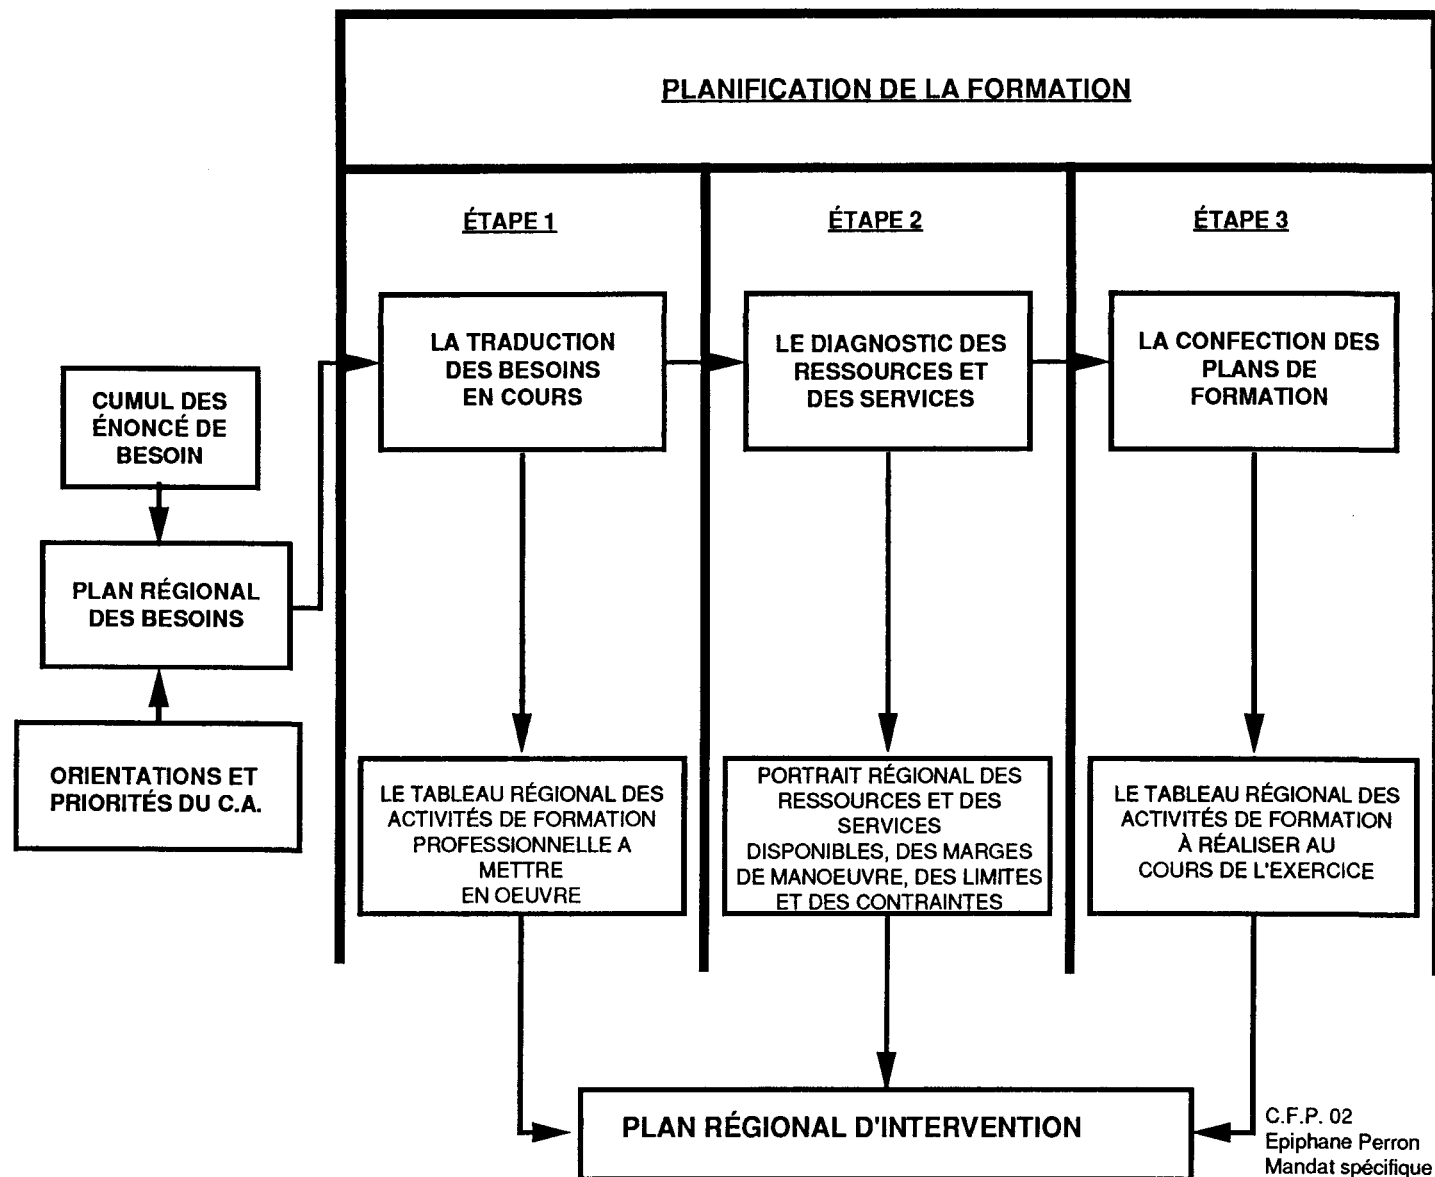 PLANIFICATION DE LA FORMATION
ÉTAPE 1
ÉTAPE 2
ÉTAPE 3
LA TRADUCTION
DES BESOINS
EN COURS
LE DIAGNOSTIC DES
RESSOURCES ET
DES SERVICES
LA CONFECTION DES
PLANS DE
FORMATION
CUMUL DES
ÉNONCÉ DE
BESOIN
PLAN RÉGIONAL
DES BESOINS
ORIENTATIONS ET
PRIORITÉS DU C.A.
LE TABLEAU RÉGIONAL DES
ACTIVITÉS DE FORMATION
PROFESSIONNELLE A
METTRE
EN OEUVRE
PORTRAIT RÉGIONAL DES
RESSOURCES ET DES
SERVICES
DISPONIBLES, DES MARGES
DE MANOEUVRE, DES LIMITES
ET DES CONTRAINTES
LE TABLEAU RÉGIONAL DES
ACTIVITÉS DE FORMATION
À RÉALISER AU
COURS DE L'EXERCICE
PLAN RÉGIONAL D'INTERVENTION
C.F.P. 02
Epiphane Perron
Mandat spécifique